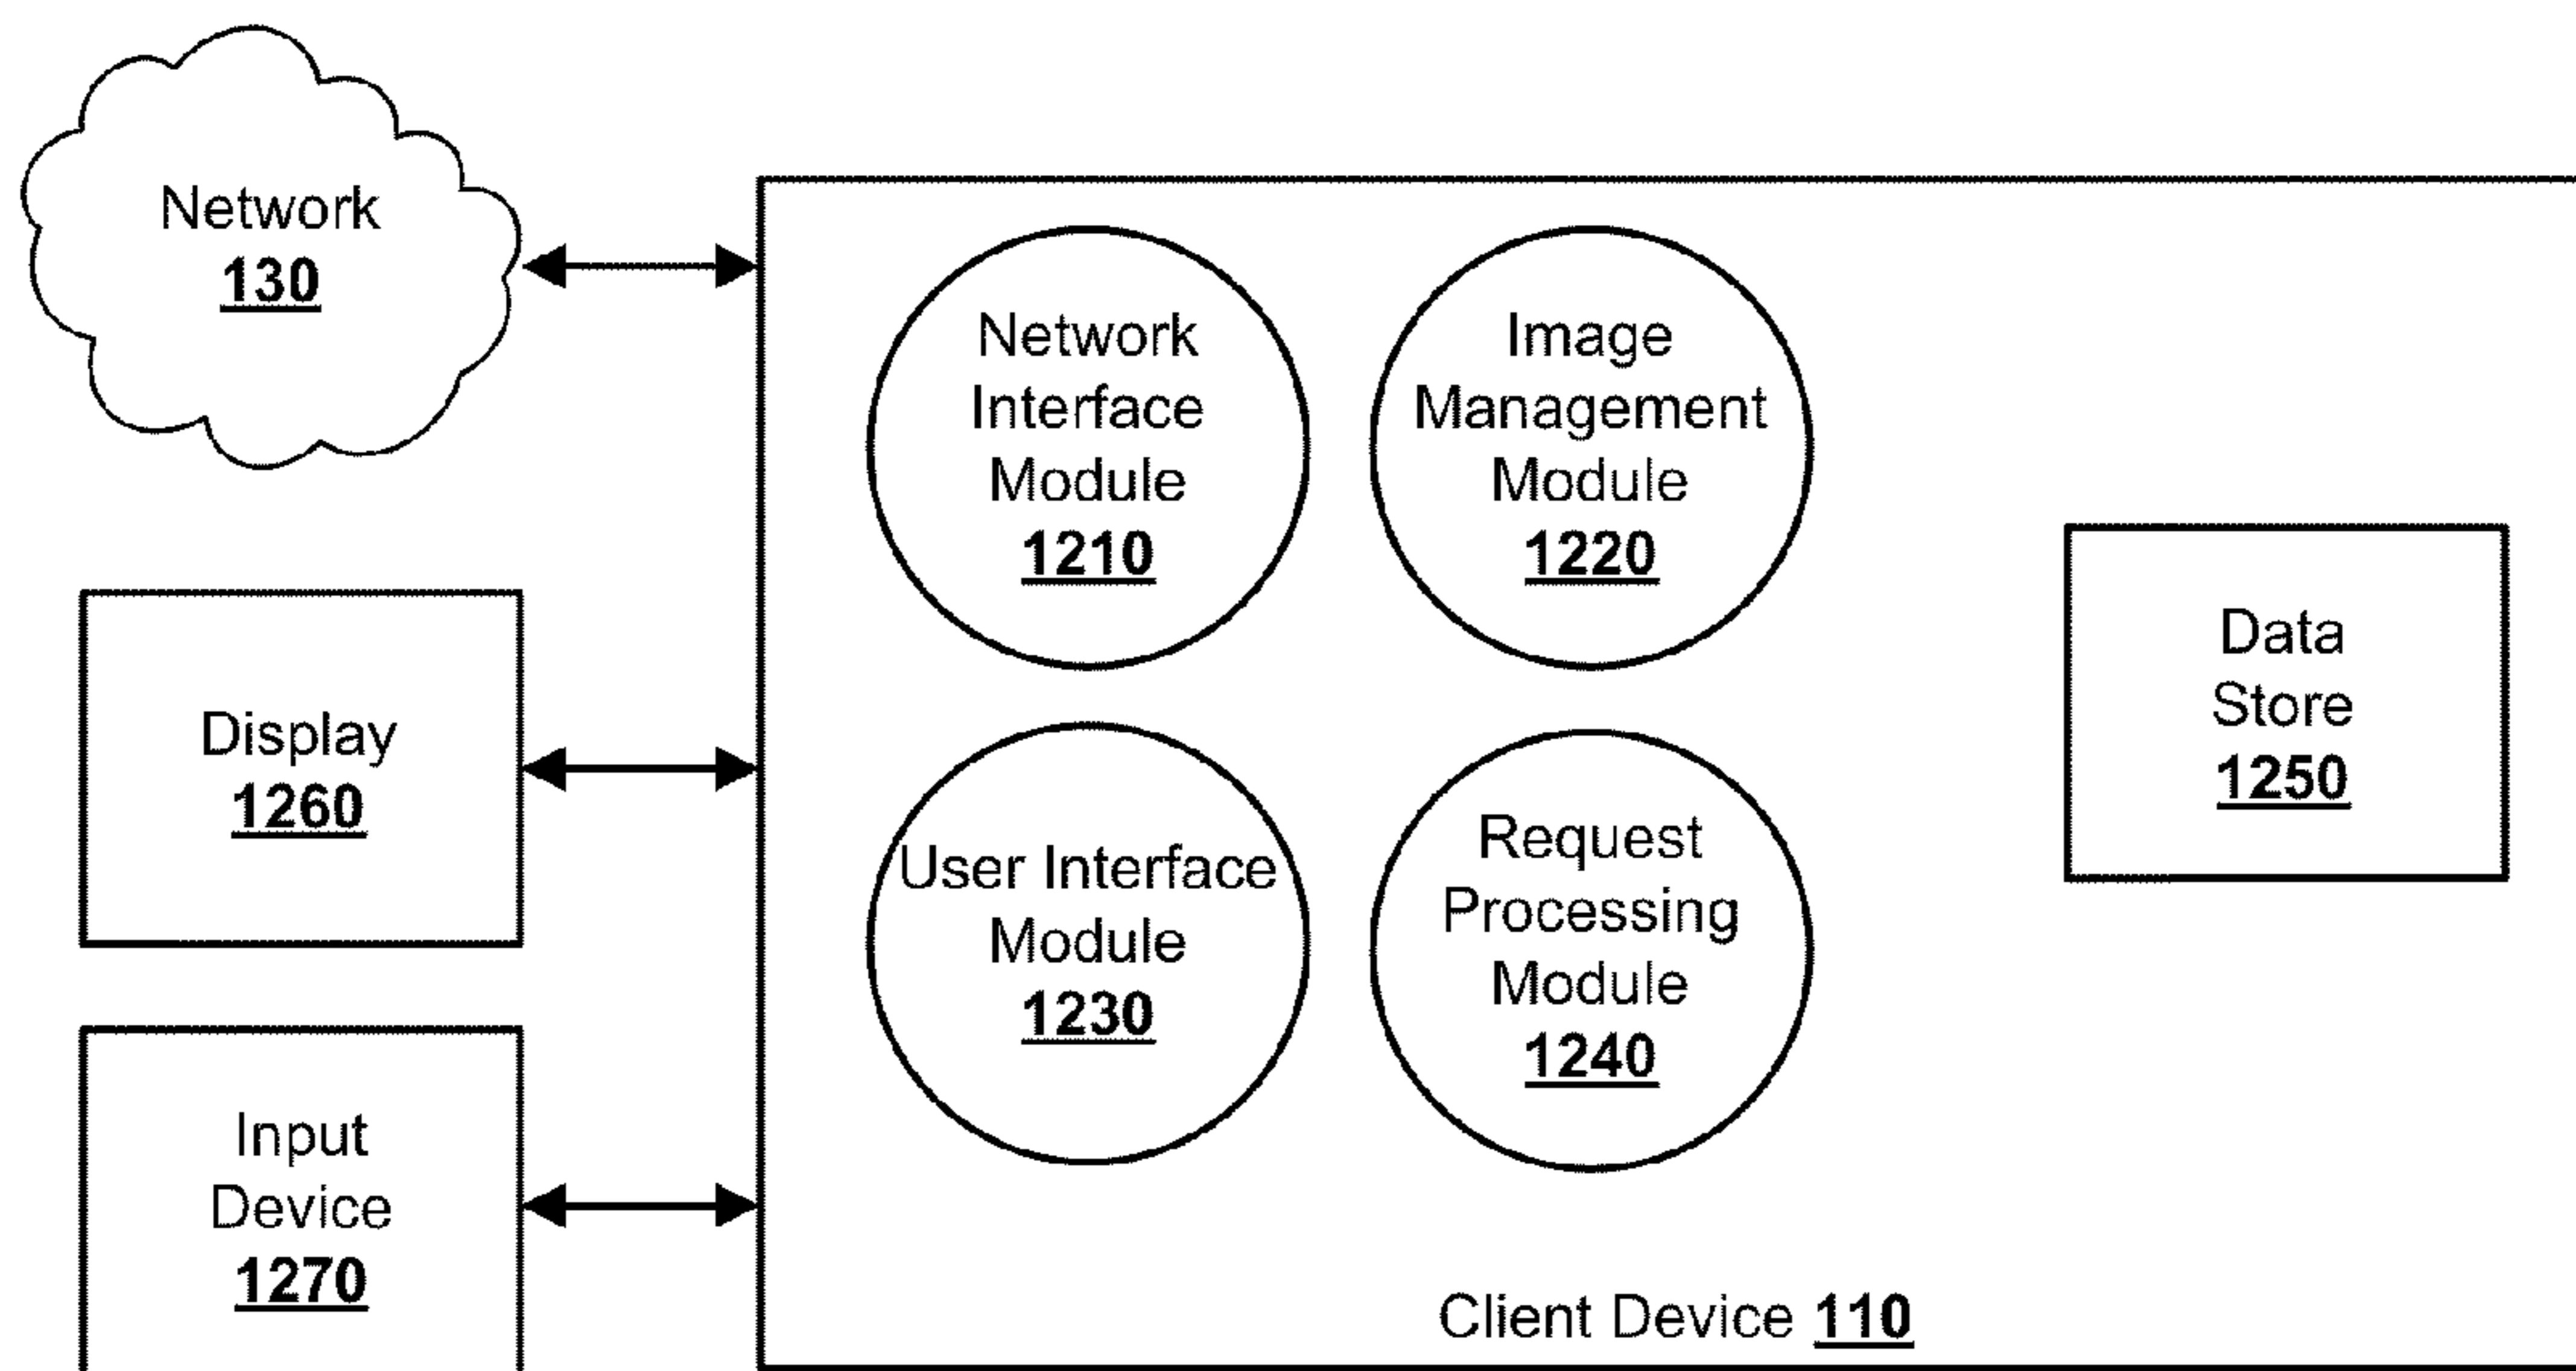 Network
130
Network
Interface
Module
1210
Image
Management
Module
1220
Display
1260
User Interface
Module
1230
Request
Processing
Module
1240
Data
Store
1250
Input
Device
1270
Client Device 110